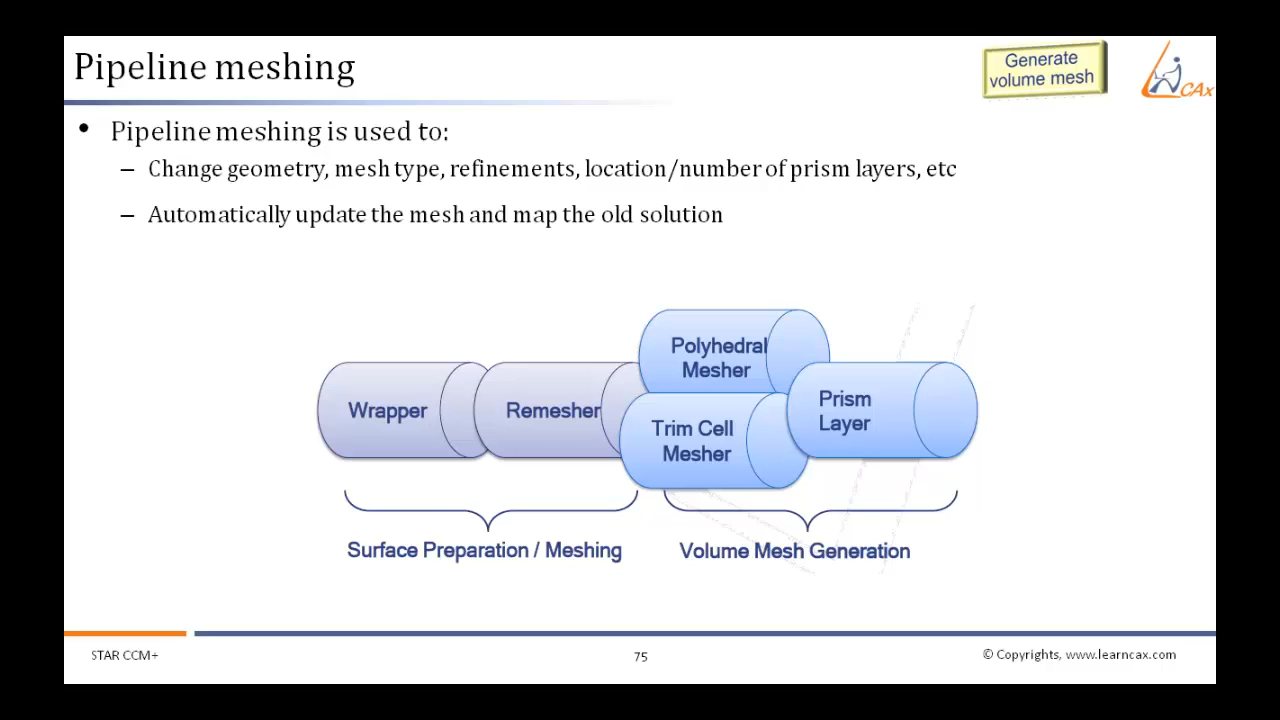 Pipeline meshing
Generate
volume mesh
CAx
• Pipeline meshing is used to:
– Change geometry, mesh type, refinements, location/number of prism layers, etc
– Automatically update the mesh and map the old solution
Polyhedral
Mesher
Wrapper
Remesher
Prism
Layer
Trim Cell
Mesher
Surface Preparation / Meshing
Volume Mesh Generation
STAR CCM+
75
© Copyrights, www.learncax.com